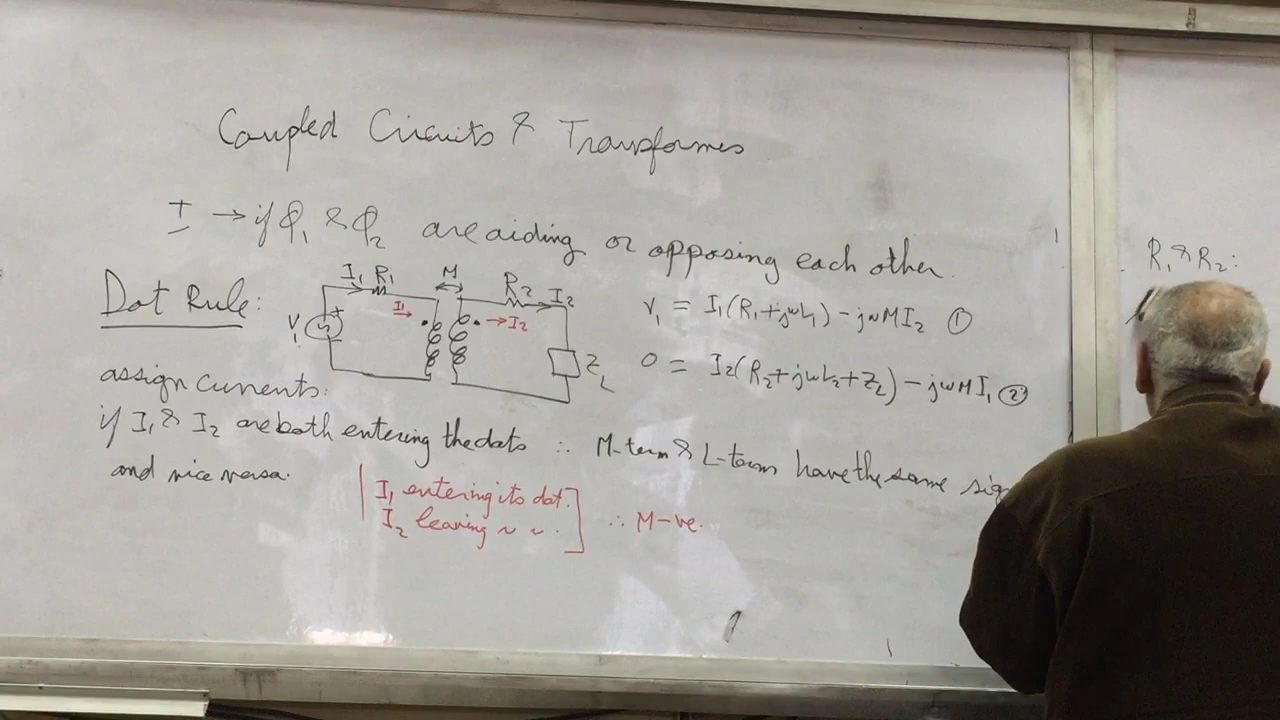 Coupled Circuits & Transformes
± → if φ₁ & φ₂ are aiding or opposing each other.
Dot Rule:
I₁ R₁ M R₂ I₂
I₁ → → I₂
V₁ + - Z_L
V₁ = I₁(R₁+jωL₁) - jωMI₂ ①
0 = I₂(R₂+jωL₂+Z_L) - jωMI₁ ②
assign currents:
if I₁ & I₂ are both entering the dots ∴ M-term & L-term have the same sig
and vice versa.
I₁ entering its dot.
I₂ leaving " " .
∴ M-ve.
R₁ & R₂: